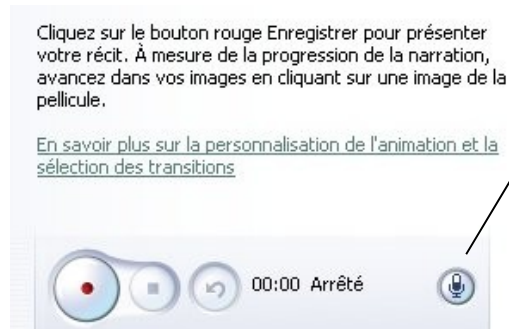 Cliquez sur le bouton rouge Enregistrer pour présenter
votre récit. À mesure de la progression de la narration,
avancez dans vos images en cliquant sur une image de la
pellicule.
En savoir plus sur la personnalisation de l'animation et la
sélection des transitions
00:00 Arrêté